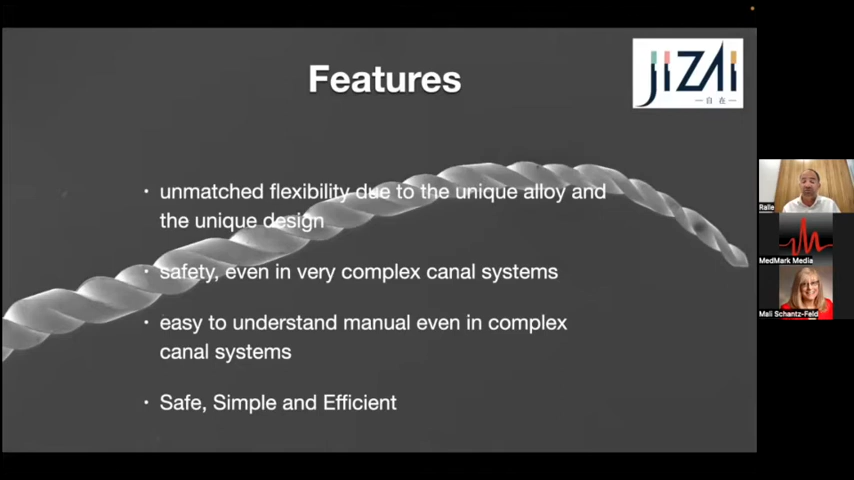 Features
JIZAI
自在
unmatched flexibility due to the unique alloy and
the unique design
safety, even in very complex canal systems
easy to understand manual even in complex
canal systems
Safe, Simple and Efficient
Ralle
MedMark Media
Mali Schantz-Feld